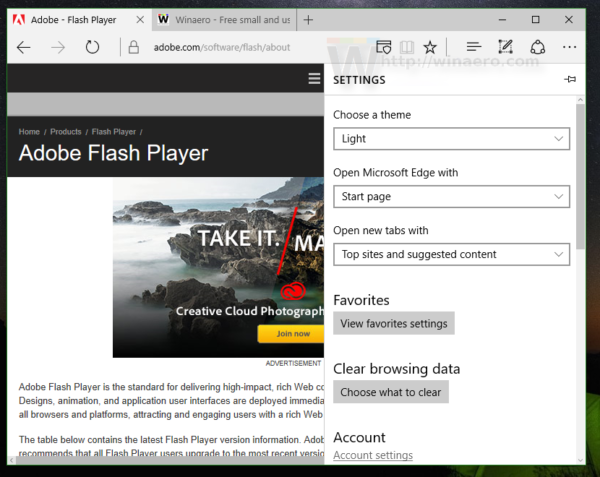 Adobe - Flash Player
Winaero - Free small and us
adobe.com/software/flash/about
http://winaero.com
SETTINGS
Choose a theme
Light
Open Microsoft Edge with
Start page
Open new tabs with
Top sites and suggested content
Favorites
View favorites settings
Clear browsing data
Choose what to clear
Account
Account settings
Home / Products / Flash Player /
Adobe Flash Player
TAKE IT. / MA
Creative Cloud Photograp
Join now
ADVERTISEMENT
Adobe Flash Player is the standard for delivering high-impact, rich Web co
Designs, animation, and application user interfaces are deployed immedia
all browsers and platforms, attracting and engaging users with a rich Web
The table below contains the latest Flash Player version information. Adob
recommends that all Flash Player users upgrade to the most recent version